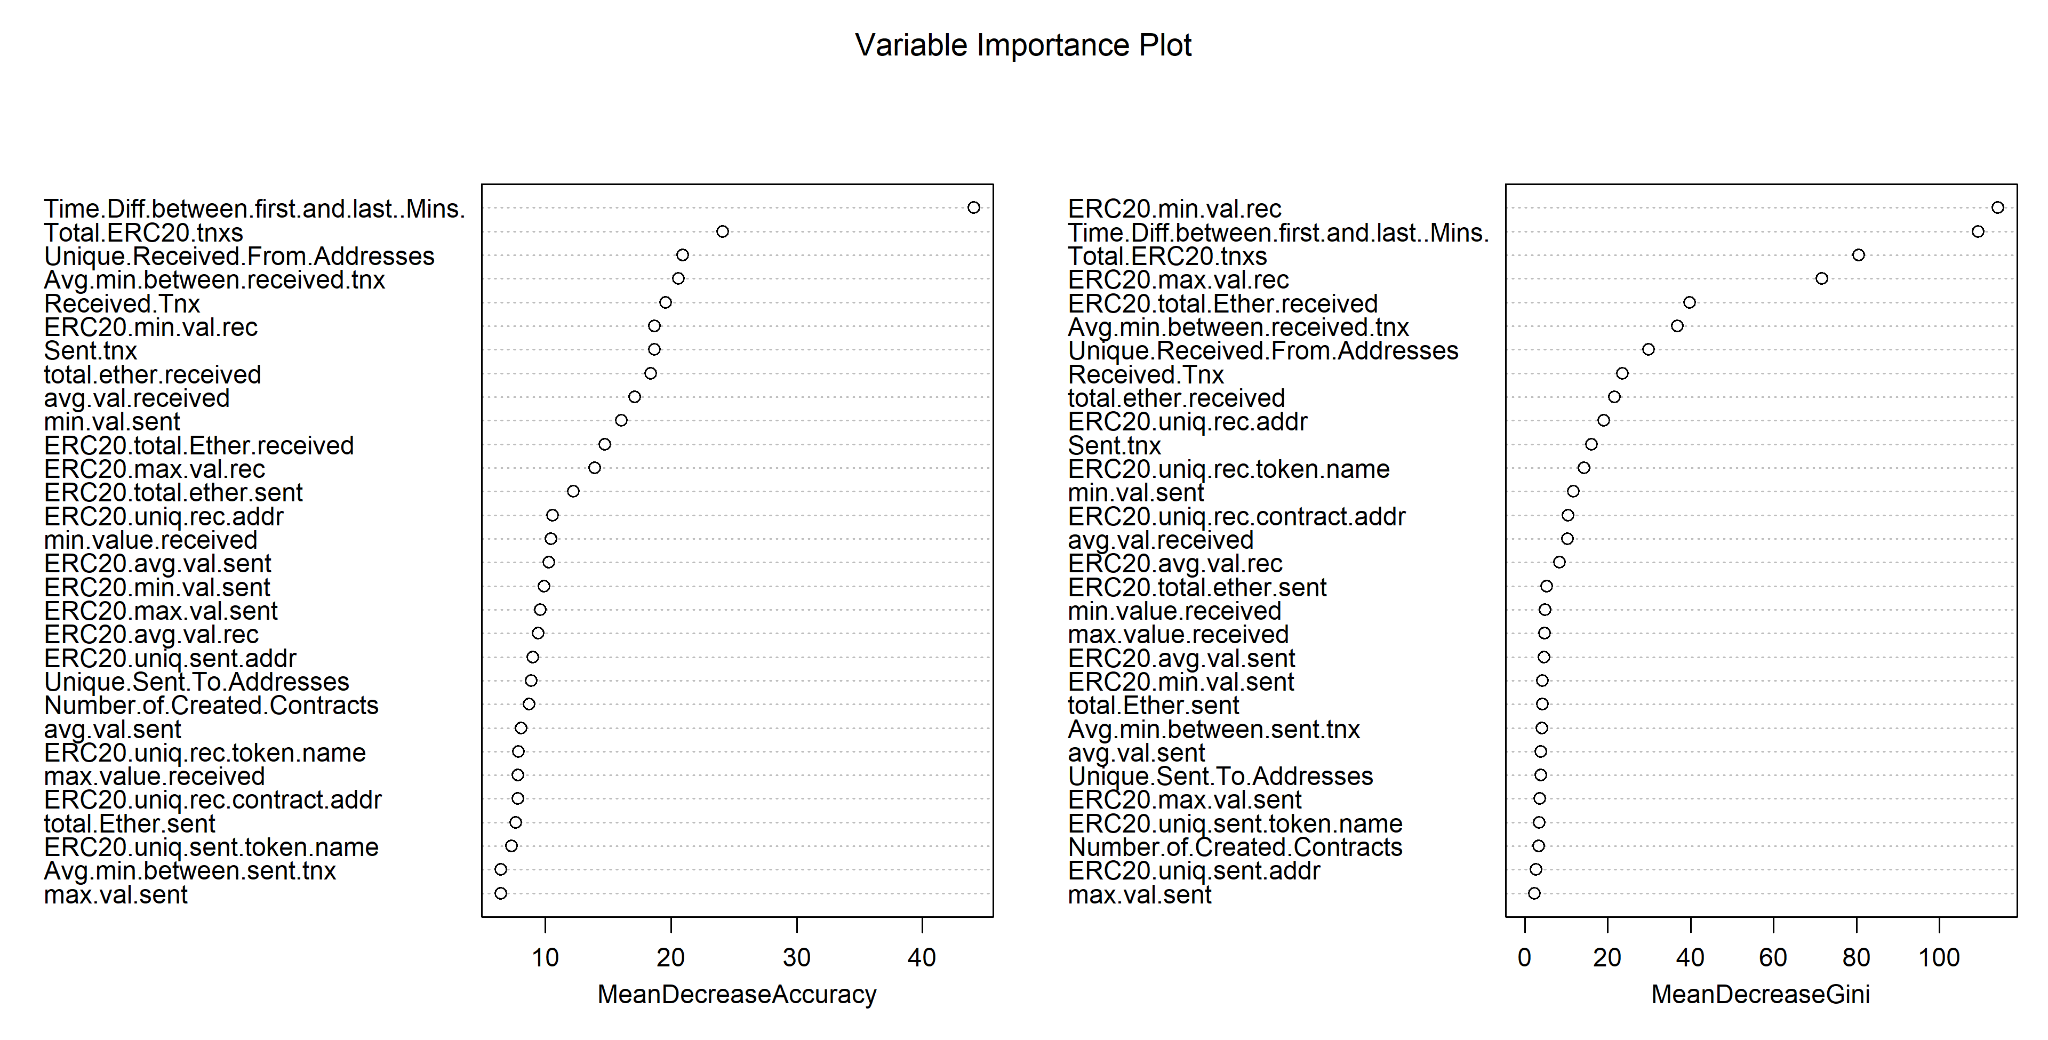 Variable Importance Plot
Time.Diff.between.first.and.last..Mins.
Total.ERC20.tnxs
Unique.Received.From.Addresses
Avg.min.between.received.tnx
Received.Tnx
ERC20.min.val.rec
Sent.tnx
total.ether.received
avg.val.received
min.val.sent
ERC20.total.Ether.received
ERC20.max.val.rec
ERC20.total.ether.sent
ERC20.uniq.rec.addr
min.value.received
ERC20.avg.val.sent
ERC20.min.val.sent
ERC20.max.val.sent
ERC20.avg.val.rec
ERC20.uniq.sent.addr
Unique.Sent.To.Addresses
Number.of.Created.Contracts
avg.val.sent
ERC20.uniq.rec.token.name
max.value.received
ERC20.uniq.rec.contract.addr
total.Ether.sent
ERC20.uniq.sent.token.name
Avg.min.between.sent.tnx
max.val.sent
10 20 30 40
MeanDecreaseAccuracy
ERC20.min.val.rec
Time.Diff.between.first.and.last..Mins.
Total.ERC20.tnxs
ERC20.max.val.rec
ERC20.total.Ether.received
Avg.min.between.received.tnx
Unique.Received.From.Addresses
Received.Tnx
total.ether.received
ERC20.uniq.rec.addr
Sent.tnx
ERC20.uniq.rec.token.name
min.val.sent
ERC20.uniq.rec.contract.addr
avg.val.received
ERC20.avg.val.rec
ERC20.total.ether.sent
min.value.received
max.value.received
ERC20.avg.val.sent
ERC20.min.val.sent
total.Ether.sent
Avg.min.between.sent.tnx
avg.val.sent
Unique.Sent.To.Addresses
ERC20.max.val.sent
ERC20.uniq.sent.token.name
Number.of.Created.Contracts
ERC20.uniq.sent.addr
max.val.sent
0 20 40 60 80 100
MeanDecreaseGini